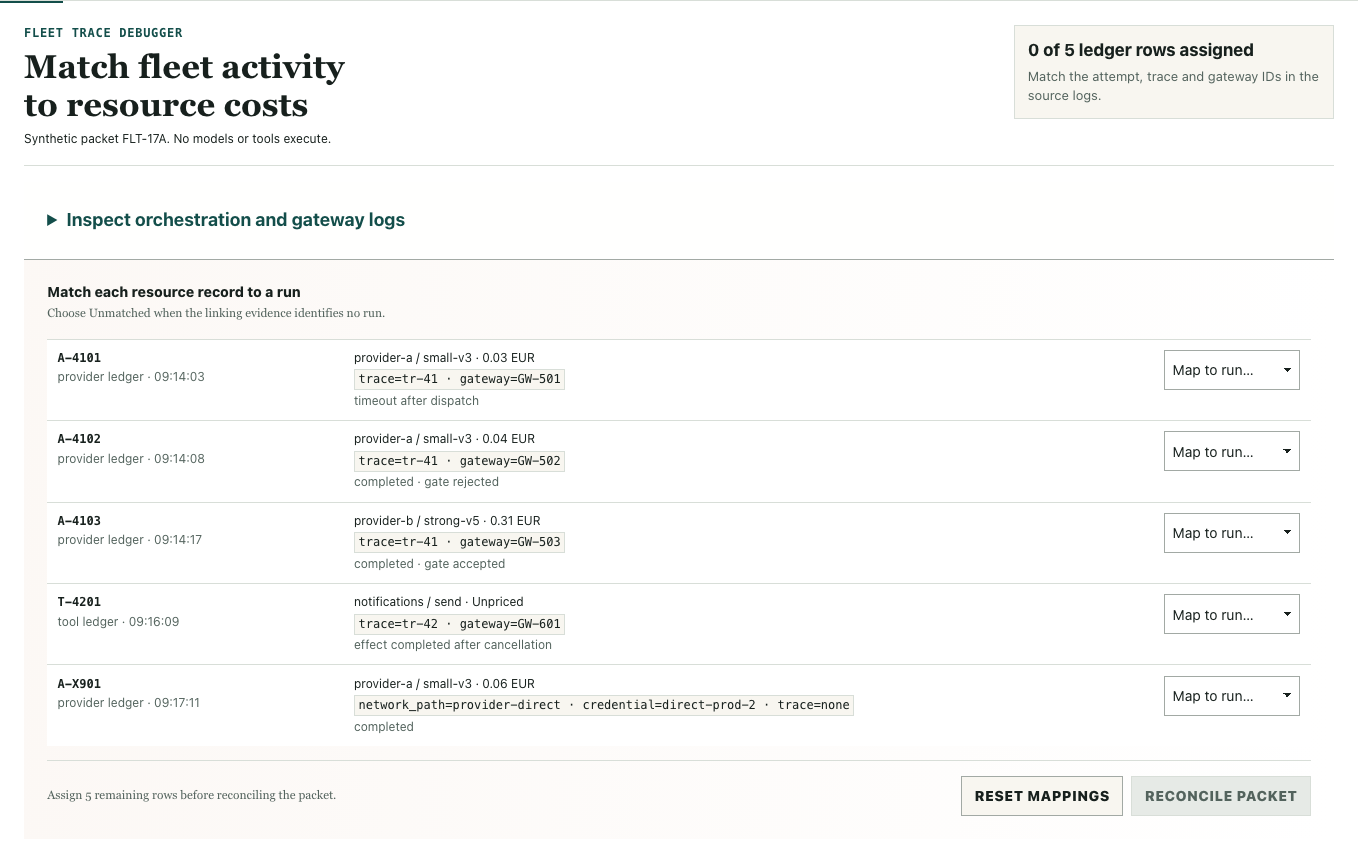 FLEET TRACE DEBUGGER
Match fleet activity
to resource costs
Synthetic packet FLT-17A. No models or tools execute.
0 of 5 ledger rows assigned
Match the attempt, trace and gateway IDs in the
source logs.
Inspect orchestration and gateway logs
Match each resource record to a run
Choose Unmatched when the linking evidence identifies no run.
A-4101
provider ledger · 09:14:03
provider-a / small-v3 · 0.03 EUR
trace=tr-41 · gateway=GW-501
timeout after dispatch
Map to run...
A-4102
provider ledger · 09:14:08
provider-a / small-v3 · 0.04 EUR
trace=tr-41 · gateway=GW-502
completed · gate rejected
Map to run...
A-4103
provider ledger · 09:14:17
provider-b / strong-v5 · 0.31 EUR
trace=tr-41 · gateway=GW-503
completed · gate accepted
Map to run...
T-4201
tool ledger · 09:16:09
notifications / send · Unpriced
trace=tr-42 · gateway=GW-601
effect completed after cancellation
Map to run...
A-X901
provider ledger · 09:17:11
provider-a / small-v3 · 0.06 EUR
network_path=provider-direct · credential=direct-prod-2 · trace=none
completed
Map to run...
Assign 5 remaining rows before reconciling the packet.
RESET MAPPINGS
RECONCILE PACKET